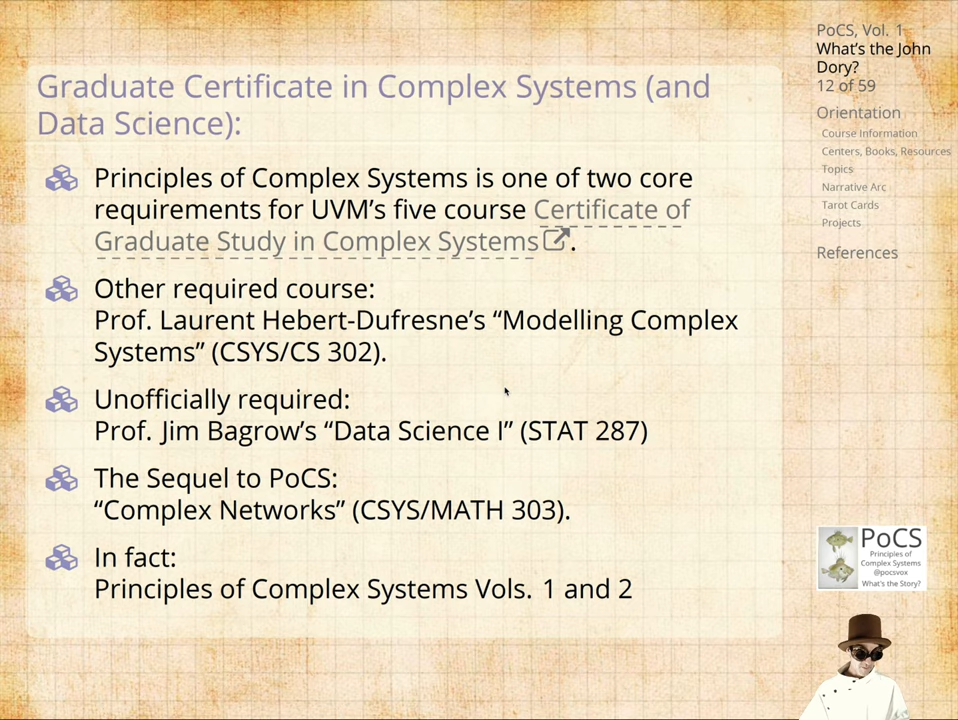 Graduate Certificate in Complex Systems (and
Data Science):
Principles of Complex Systems is one of two core
requirements for UVM’s five course Certificate of
Graduate Study in Complex Systems.
Other required course:
Prof. Laurent Hebert-Dufresne’s “Modelling Complex
Systems” (CSYS/CS 302).
Unofficially required:
Prof. Jim Bagrow’s “Data Science I” (STAT 287)
The Sequel to PoCS:
“Complex Networks” (CSYS/MATH 303).
In fact:
Principles of Complex Systems Vols. 1 and 2
PoCS, Vol. 1
What’s the John
Dory?
12 of 59
Orientation
Course Information
Centers, Books, Resources
Topics
Narrative Arc
Tarot Cards
Projects
References
PoCS
Principles of
Complex Systems
@pocsvox
What's the Story?